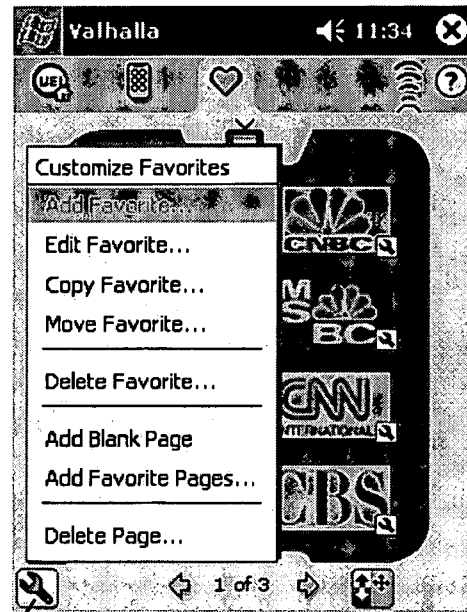 Valhalla 11:34
UEI ?
Customize Favorites
Add Favorite...
Edit Favorite...
Copy Favorite...
Move Favorite...
Delete Favorite...
Add Blank Page
Add Favorite Pages...
Delete Page...
CNBC
MS
BC
CNN
INTERNATIONAL
CBS
1 of 3